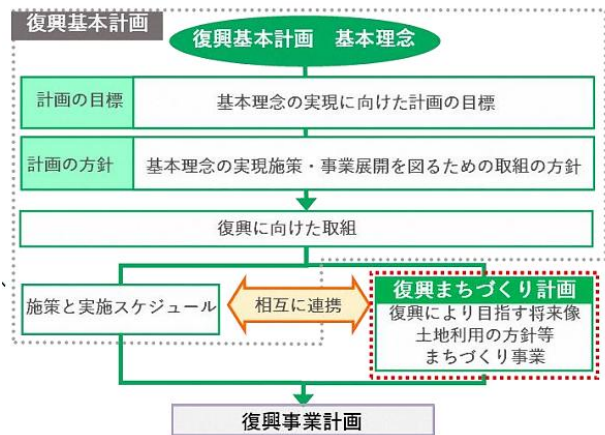 復興基本計画
復興基本計画　基本理念
計画の目標
基本理念の実現に向けた計画の目標
計画の方針
基本理念の実現施策・事業展開を図るための取組の方針
復興に向けた取組
、
施策と実施スケジュール
相互に連携
復興まちづくり計画
復興により目指す将来像
土地利用の方針等
まちづくり事業
復興事業計画